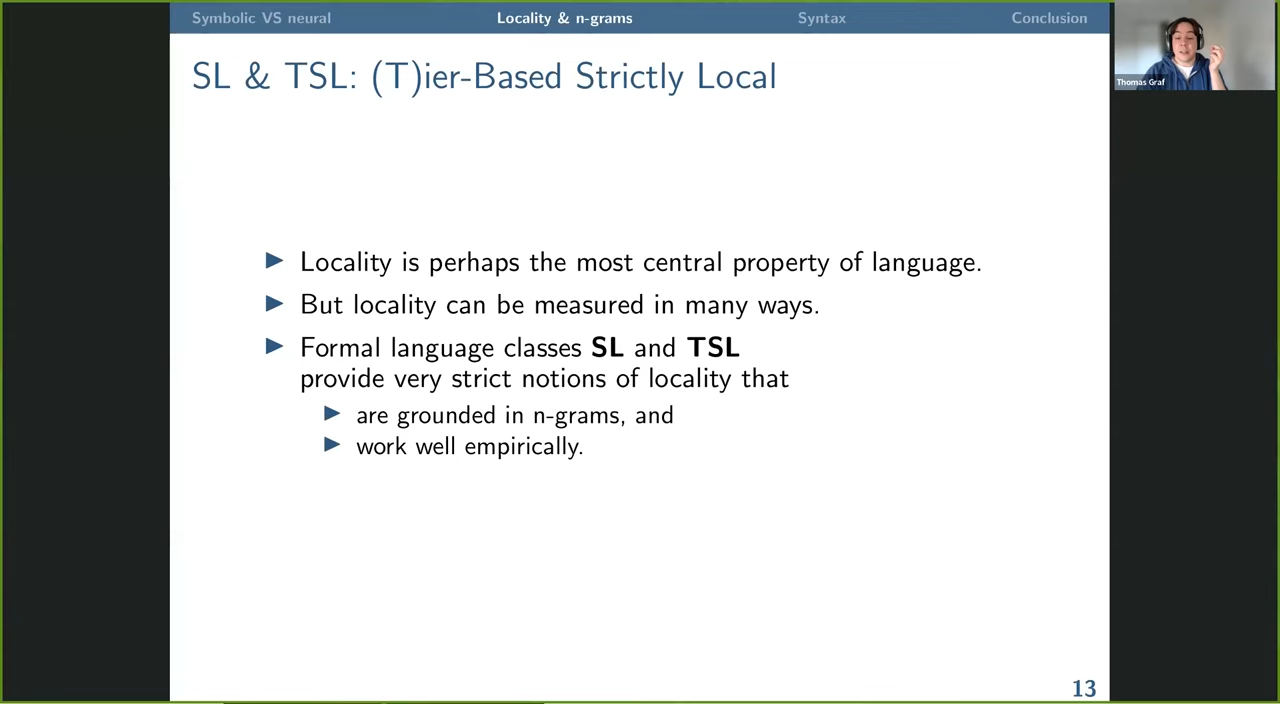 Symbolic VS neural
Locality & n-grams
Syntax
Conclusion
Thomas Graf
SL & TSL: (T)ier-Based Strictly Local
▶ Locality is perhaps the most central property of language.
▶ But locality can be measured in many ways.
▶ Formal language classes SL and TSL
provide very strict notions of locality that
▶ are grounded in n-grams, and
▶ work well empirically.
13